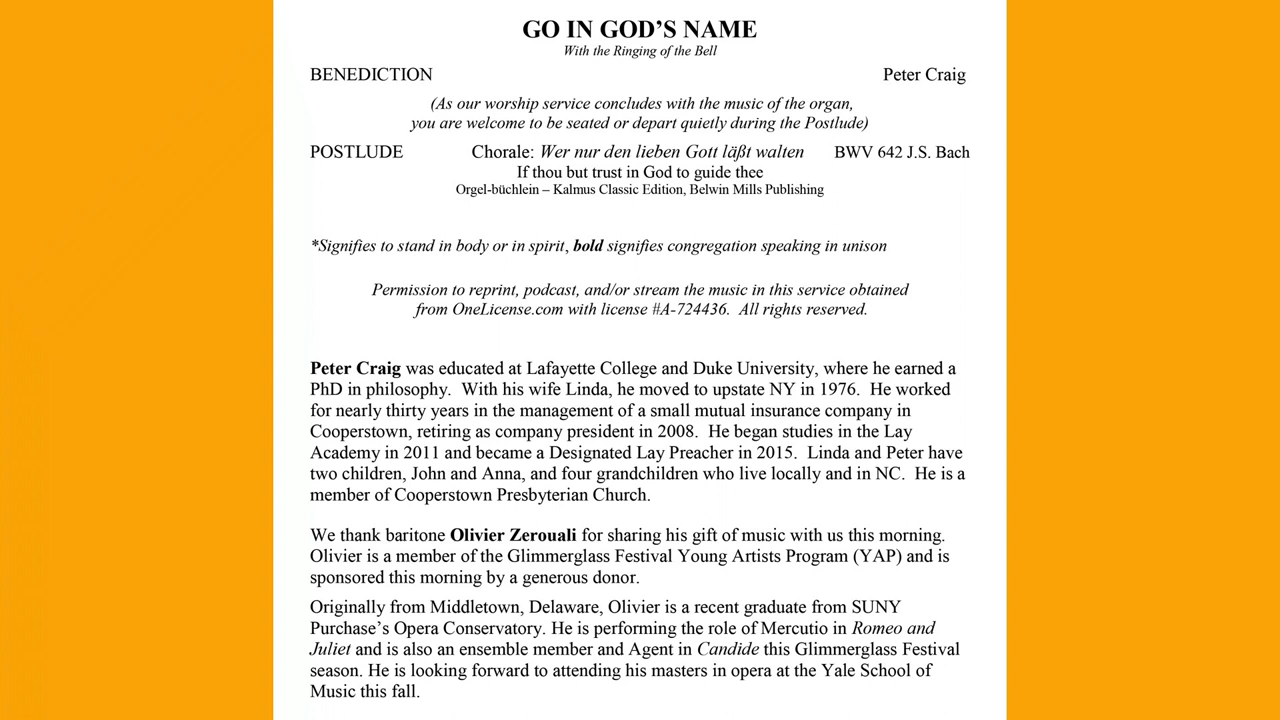 GO IN GOD’S NAME
With the Ringing of the Bell
BENEDICTION Peter Craig
(As our worship service concludes with the music of the organ,
you are welcome to be seated or depart quietly during the Postlude)
POSTLUDE Chorale: Wer nur den lieben Gott läßt walten BWV 642 J.S. Bach
If thou but trust in God to guide thee
Orgel-büchlein – Kalmus Classic Edition, Belwin Mills Publishing
*Signifies to stand in body or in spirit, bold signifies congregation speaking in unison
Permission to reprint, podcast, and/or stream the music in this service obtained
from OneLicense.com with license #A-724436. All rights reserved.
Peter Craig was educated at Lafayette College and Duke University, where he earned a
PhD in philosophy. With his wife Linda, he moved to upstate NY in 1976. He worked
for nearly thirty years in the management of a small mutual insurance company in
Cooperstown, retiring as company president in 2008. He began studies in the Lay
Academy in 2011 and became a Designated Lay Preacher in 2015. Linda and Peter have
two children, John and Anna, and four grandchildren who live locally and in NC. He is a
member of Cooperstown Presbyterian Church.
We thank baritone Olivier Zerouali for sharing his gift of music with us this morning.
Olivier is a member of the Glimmerglass Festival Young Artists Program (YAP) and is
sponsored this morning by a generous donor.
Originally from Middletown, Delaware, Olivier is a recent graduate from SUNY
Purchase’s Opera Conservatory. He is performing the role of Mercutio in Romeo and
Juliet and is also an ensemble member and Agent in Candide this Glimmerglass Festival
season. He is looking forward to attending his masters in opera at the Yale School of
Music this fall.